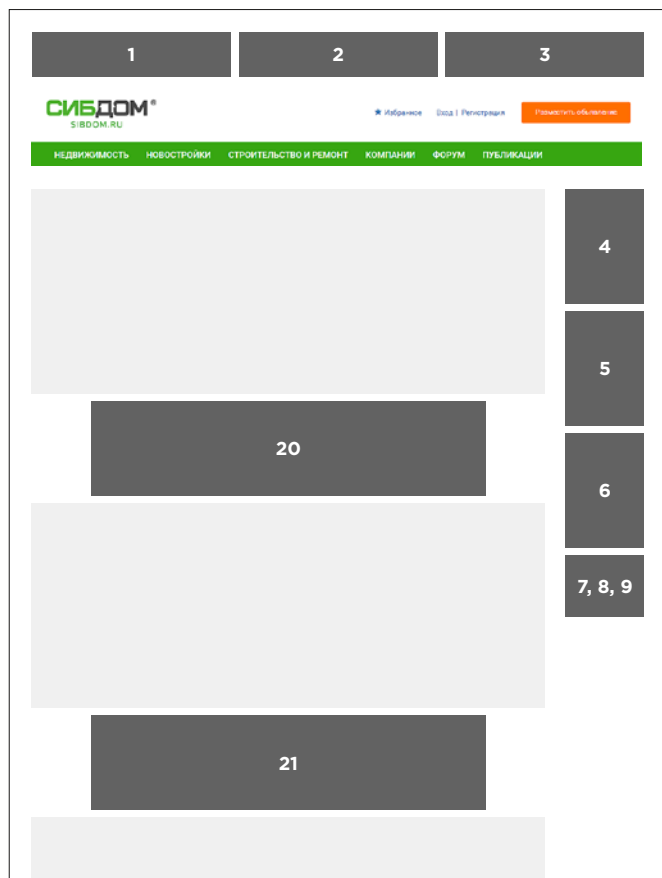 1 2 3
СИБДОМ®
SIBDOM.RU
★ Избранное Вход | Регистрация Разместить объявление
НЕДВИЖИМОСТЬ НОВОСТРОЙКИ СТРОИТЕЛЬСТВО И РЕМОНТ КОМПАНИИ ФОРУМ ПУБЛИКАЦИИ
4
5
20
6
7, 8, 9
21